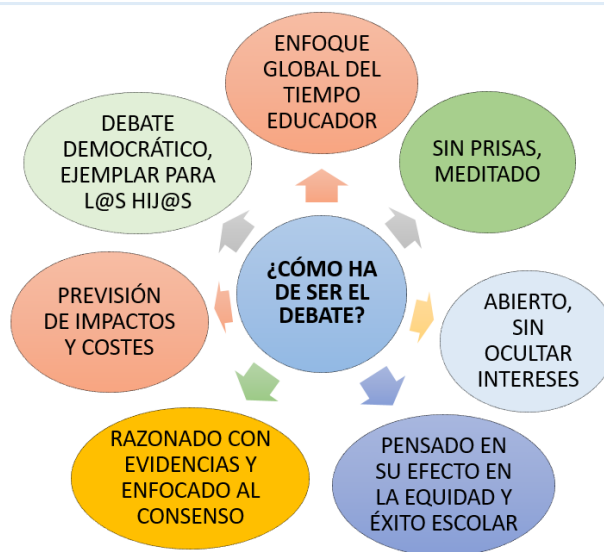 ENFOQUE
GLOBAL DEL
TIEMPO
EDUCADOR
SIN PRISAS,
MEDITADO
ABIERTO,
SIN
OCULTAR
INTERESES
PENSADO EN
SU EFECTO EN
LA EQUIDAD Y
ÉXITO ESCOLAR
RAZONADO CON
EVIDENCIAS Y
ENFOCADO AL
CONSENSO
PREVISIÓN
DE IMPACTOS
Y COSTES
DEBATE
DEMOCRÁTICO,
EJEMPLAR PARA
L@S HIJ@S
¿CÓMO HA
DE SER EL
DEBATE?